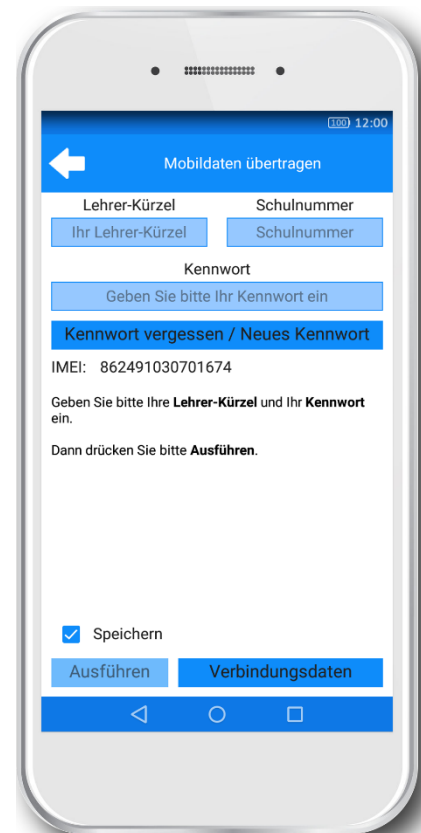 100 12:00
Mobildaten übertragen
Lehrer-Kürzel Schulnummer
Ihr Lehrer-Kürzel Schulnummer
Kennwort
Geben Sie bitte Ihr Kennwort ein
Kennwort vergessen / Neues Kennwort
IMEI: 862491030701674
Geben Sie bitte Ihre Lehrer-Kürzel und Ihr Kennwort
ein.
Dann drücken Sie bitte Ausführen.
Speichern
Ausführen Verbindungsdaten